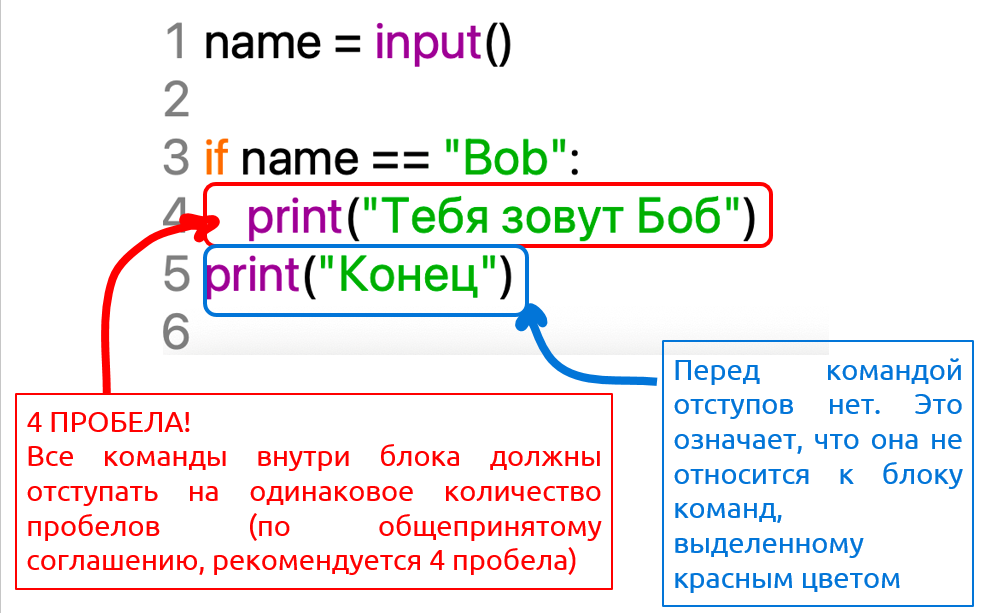 1 name = input()
2
3 if name == "Bob":
4 print("Тебя зовут Боб")
5 print("Конец")
6
4 ПРОБЕЛА!
Все команды внутри блока должны
отступать на одинаковое количество
пробелов (по общепринятому
соглашению, рекомендуется 4 пробела)
Перед командой
отступов нет. Это
означает, что она не
относится к блоку
команд,
выделенному
красным цветом